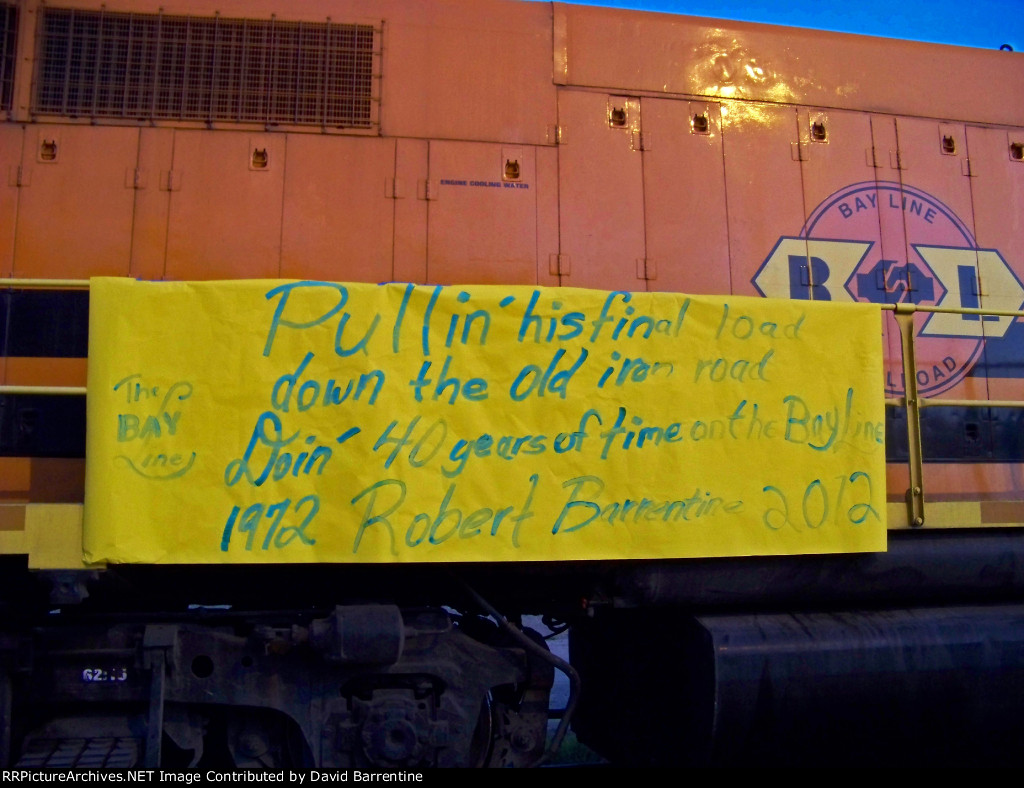 ENGINE COOLING WATER
BAY LINE
B L
Pullin' his final load
down the old iron road
The
BAY
Line
Doin' 40 years of time on the Bay Line
1972 Robert Barrentine 2012
RRPictureArchives.NET Image Contributed by David Barrentine